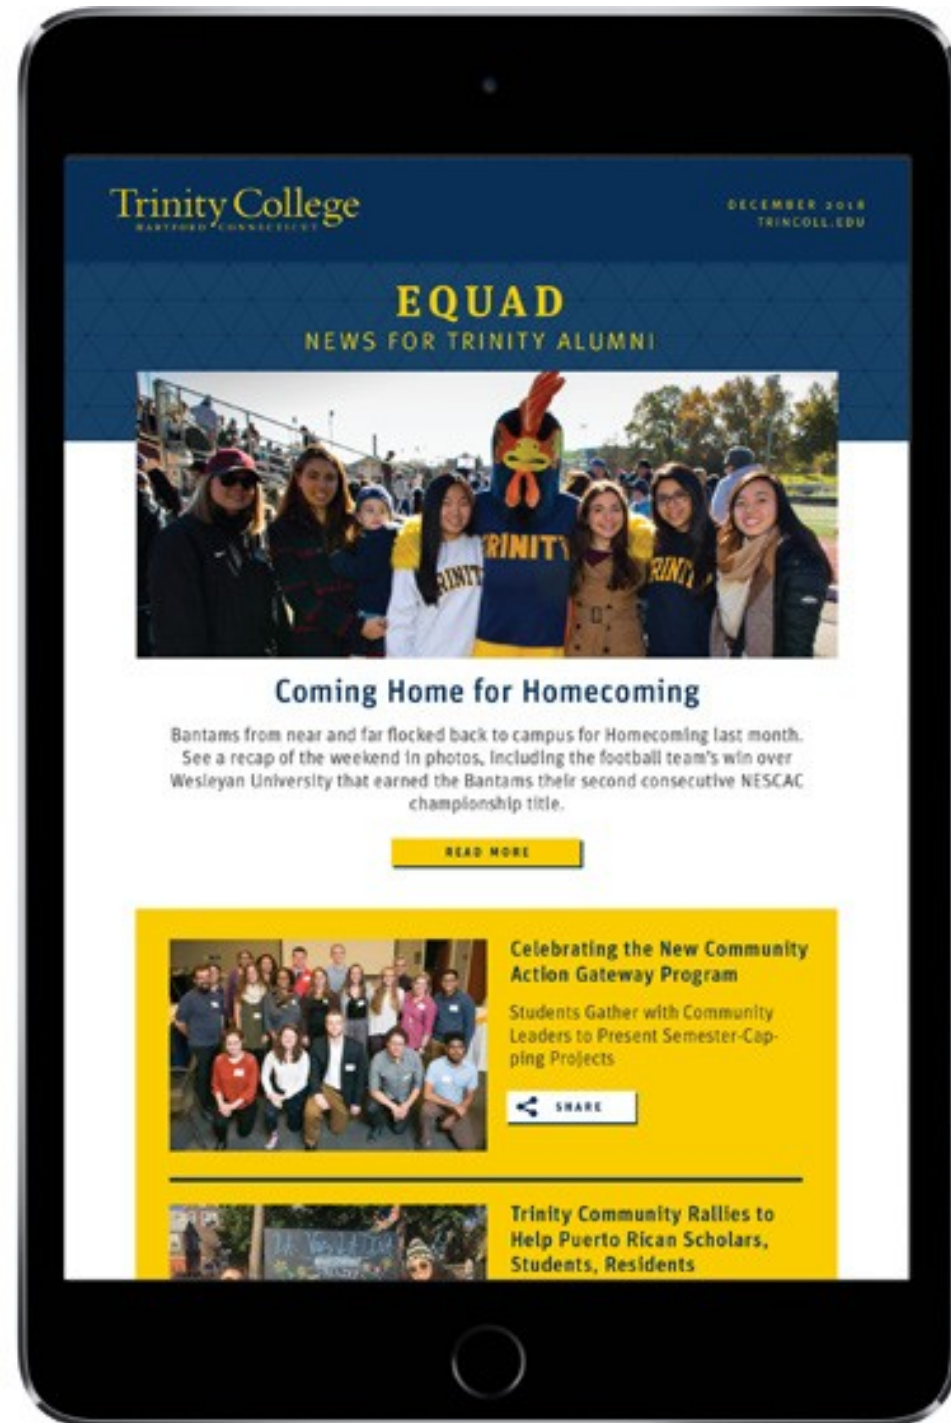 Trinity College
HARTFORD CONNECTICUT
DECEMBER 2018
TRINCOLL.EDU
EQUAD
NEWS FOR TRINITY ALUMNI
TRINITY
RINITY
TRINITY
Coming Home for Homecoming
Bantams from near and far flocked back to campus for Homecoming last month.
See a recap of the weekend in photos, including the football team's win over
Wesleyan University that earned the Bantams their second consecutive NESCAC
championship title.
READ MORE
Celebrating the New Community
Action Gateway Program
Students Gather with Community
Leaders to Present Semester-Cap-
ping Projects
SHARE
Trinity Community Rallies to
Help Puerto Rican Scholars,
Students, Residents